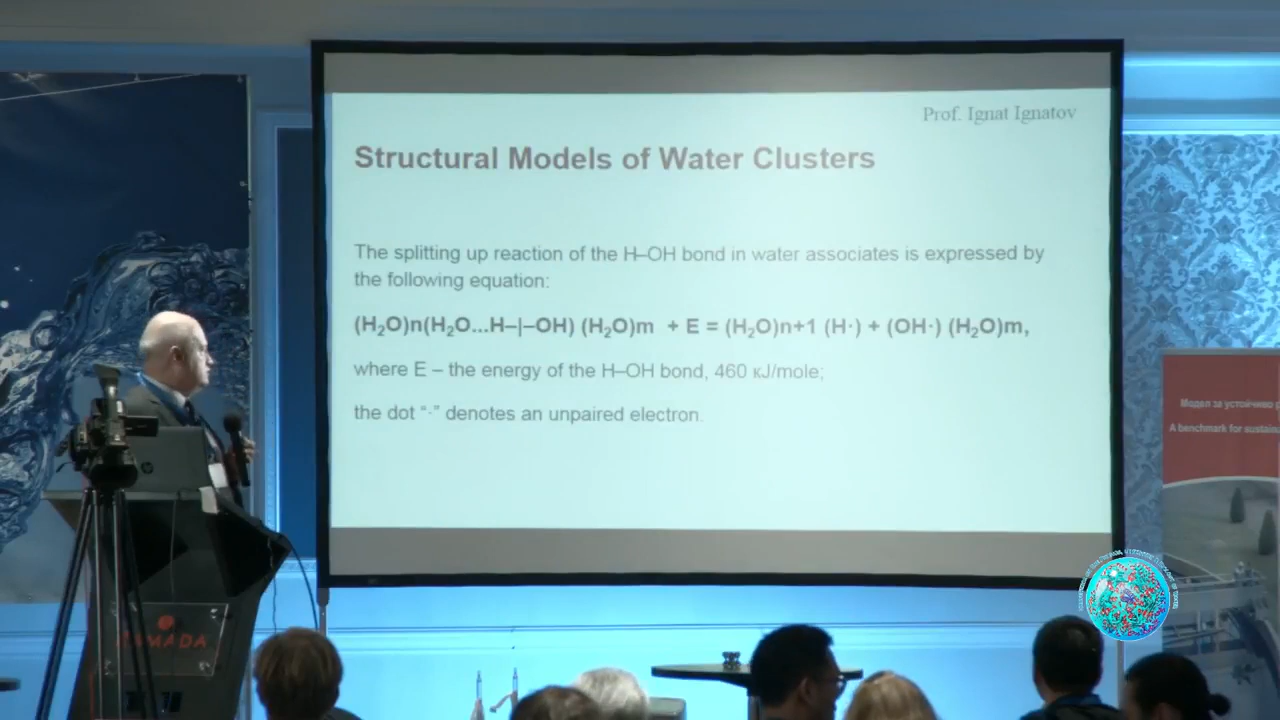 Prof. Ignat Ignatov
Structural Models of Water Clusters
The splitting up reaction of the H–OH bond in water associates is expressed by
the following equation:
(H₂O)n(H₂O...H–|–OH) (H₂O)m + E = (H₂O)n+1 (H·) + (OH·) (H₂O)m,
where E – the energy of the H–OH bond, 460 кJ/mole;
the dot “·” denotes an unpaired electron.
Модел за устойчиво
A benchmark for sustain
hp
RAMADA